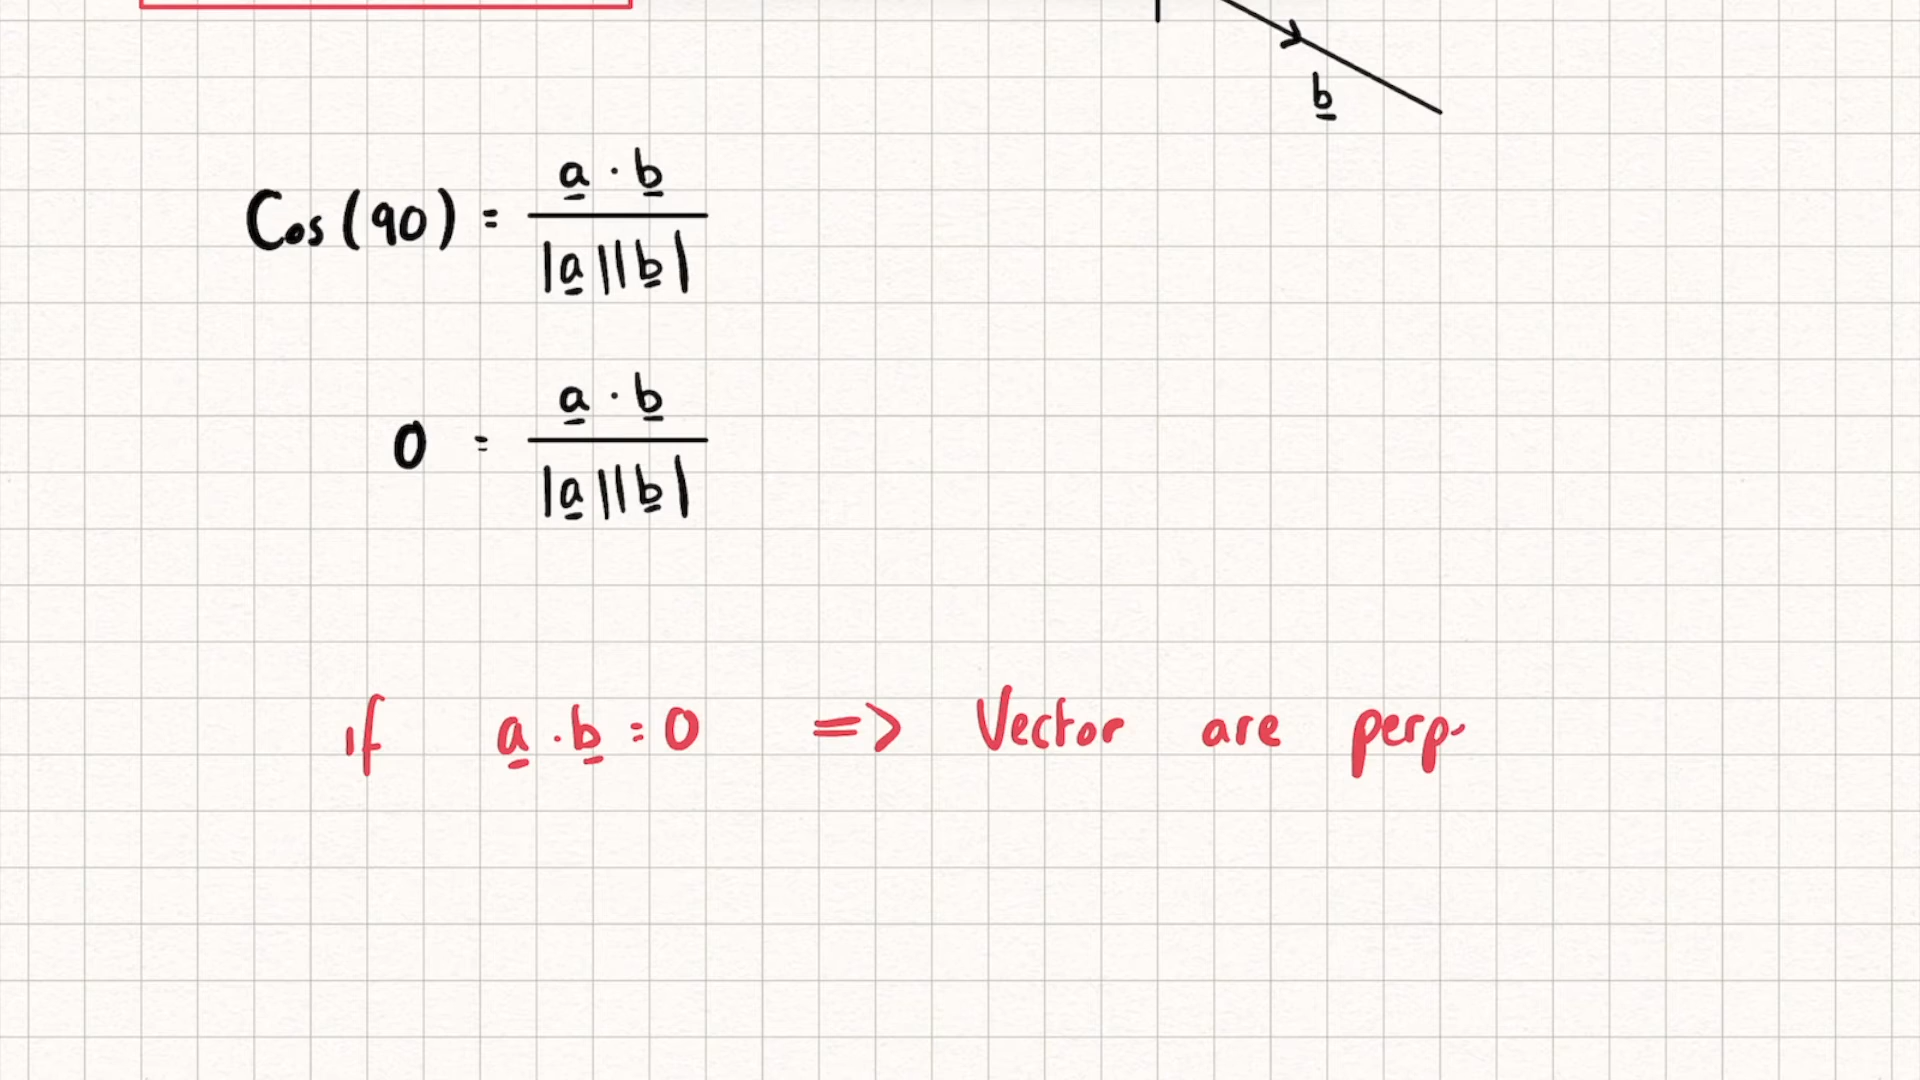 b
Cos(90) = a · b / |a||b|
0 = a · b / |a||b|
if a · b = 0 => Vector are perp.